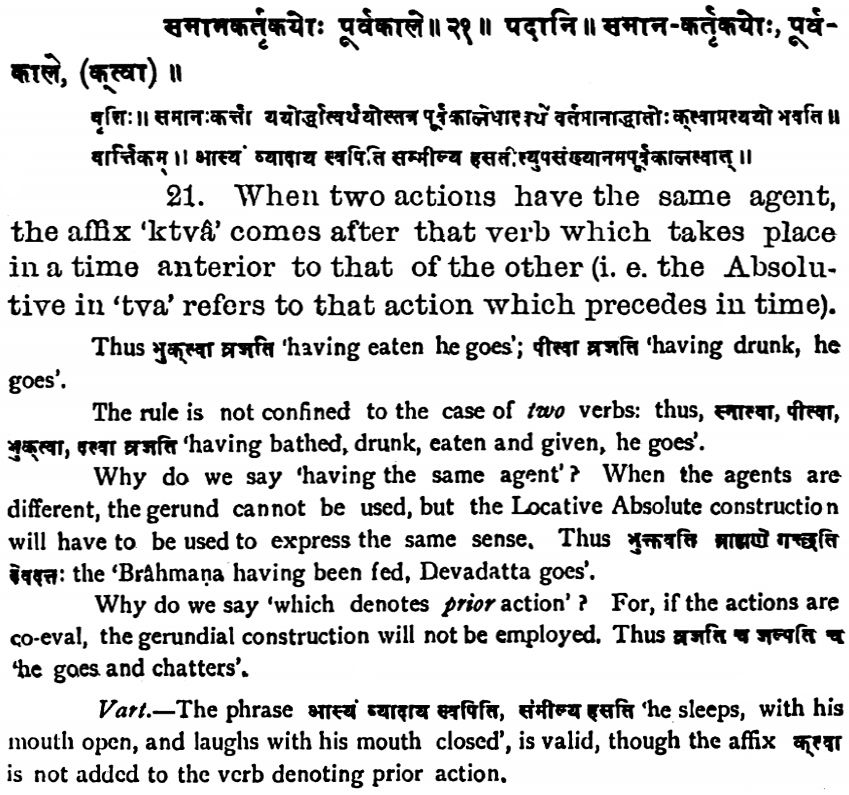 समानकर्तृकयोः पूर्वकाले ॥ २१ ॥ पदानि ॥ समान-कर्तृकयोः, पूर्व-
काले, (क्त्वा) ॥
वृत्तिः ॥ समानःकर्त्ता ययोर्द्धात्वर्थयोस्तत्र पूर्वकालेधात्वर्थे वर्तमानाद्धातोः क्त्वाप्रत्ययो भवति ॥
वार्त्तिकम् ॥ भास्यं व्यादाय स्वपिति सम्मील्य हसतीत्युपसंख्यानमपूर्वकालत्वात् ॥
21. When two actions have the same agent,
the affix 'ktvâ' comes after that verb which takes place
in a time anterior to that of the other (i. e. the Absolu-
tive in 'tva' refers to that action which precedes in time).
Thus भुक्त्वा व्रजति 'having eaten he goes'; पीत्वा व्रजति 'having drunk, he
goes'.
The rule is not confined to the case of two verbs: thus, स्नात्वा, पीत्वा,
भुक्त्वा, दत्वा व्रजति 'having bathed, drunk, eaten and given, he goes'.
Why do we say 'having the same agent'? When the agents are
different, the gerund cannot be used, but the Locative Absolute construction
will have to be used to express the same sense. Thus भुक्तवति ब्राह्मणे गच्छति
देवदत्तः the 'Brâhmaṇa having been fed, Devadatta goes'.
Why do we say 'which denotes prior action'? For, if the actions are
co-eval, the gerundial construction will not be employed. Thus व्रजति च जल्पति च
'he goes and chatters'.
Vart.—The phrase भास्यं व्यादाय स्वपिति, संमील्य हसति 'he sleeps, with his
mouth open, and laughs with his mouth closed', is valid, though the affix क्त्वा
is not added to the verb denoting prior action.